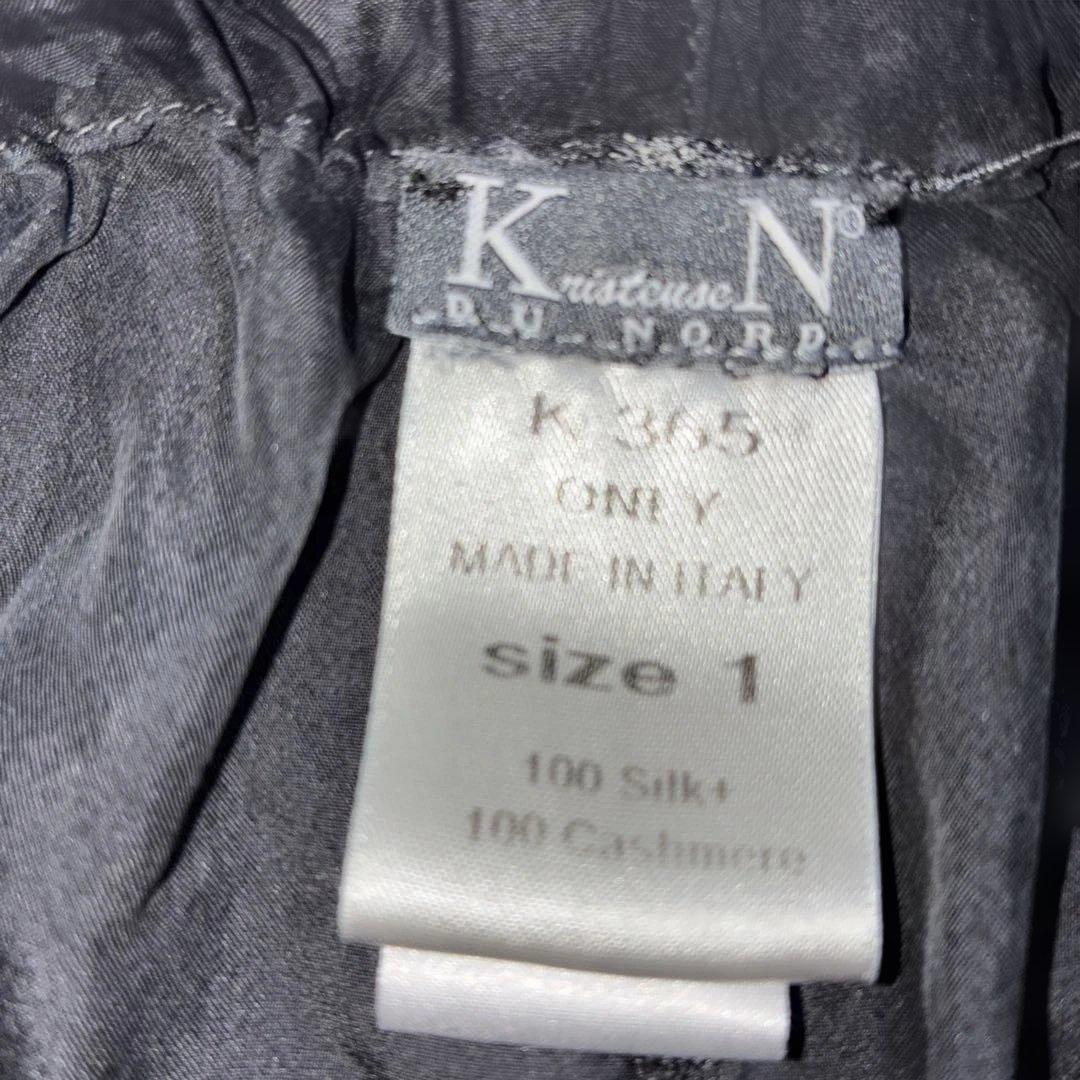 Kristeuse N®
DU NORD
K 365
ONLY
MADE IN ITALY
size 1
100 Silk+
100 Cashmere